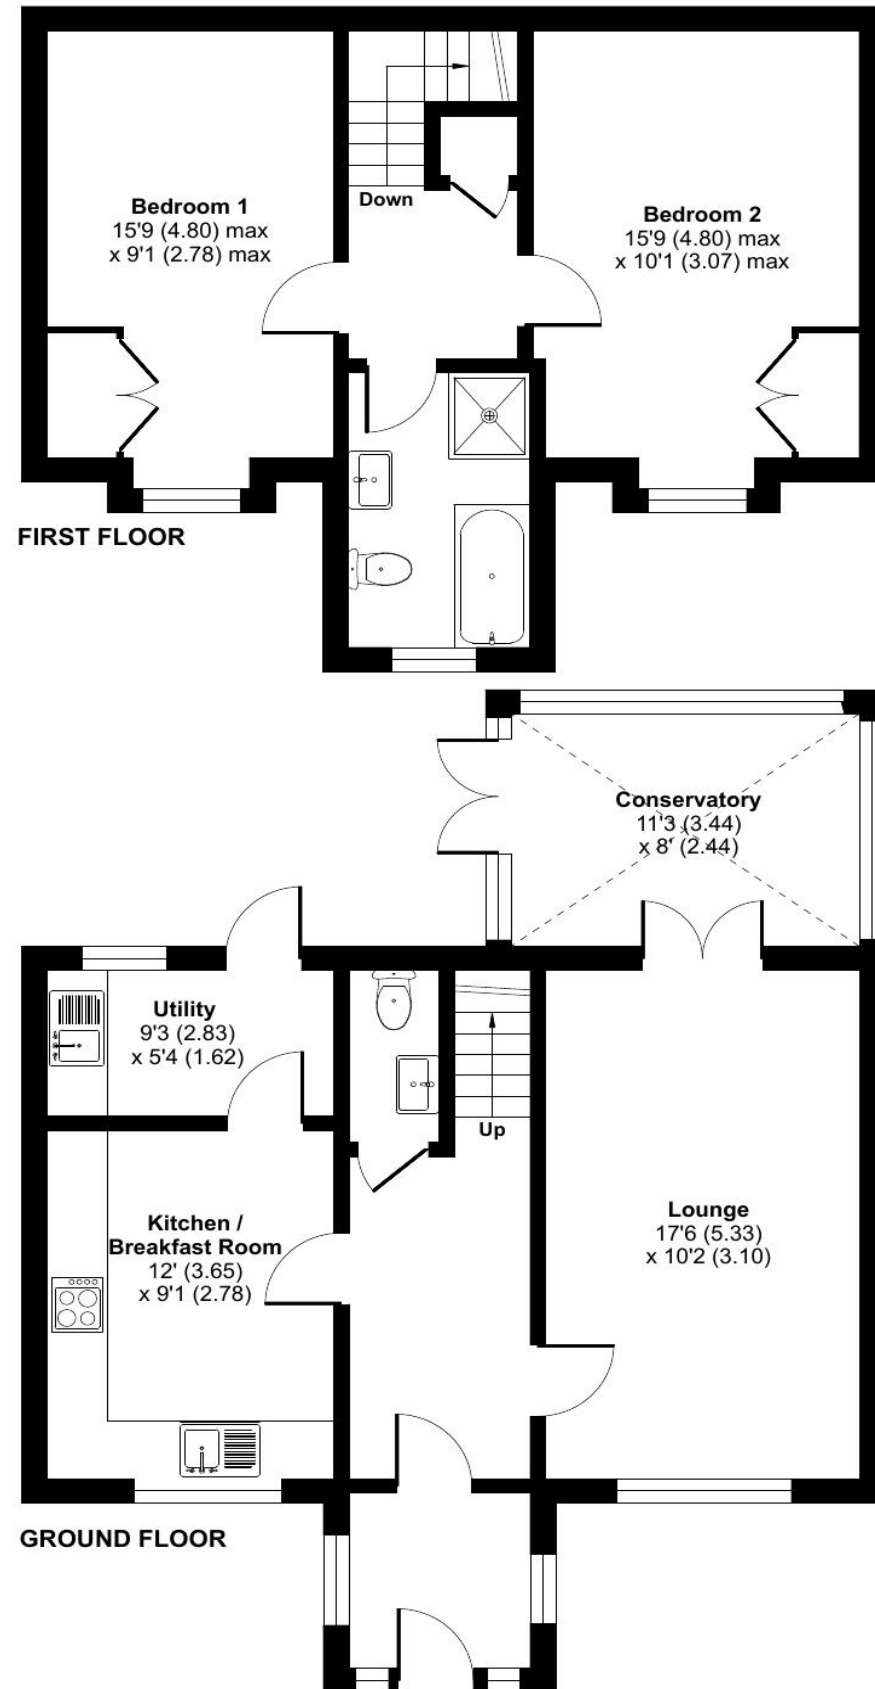 Bedroom 1
15'9 (4.80) max
x 9'1 (2.78) max
Down
Bedroom 2
15'9 (4.80) max
x 10'1 (3.07) max
FIRST FLOOR
Conservatory
11'3 (3.44)
x 8' (2.44)
Utility
9'3 (2.83)
x 5'4 (1.62)
Up
Kitchen /
Breakfast Room
12' (3.65)
x 9'1 (2.78)
Lounge
17'6 (5.33)
x 10'2 (3.10)
GROUND FLOOR